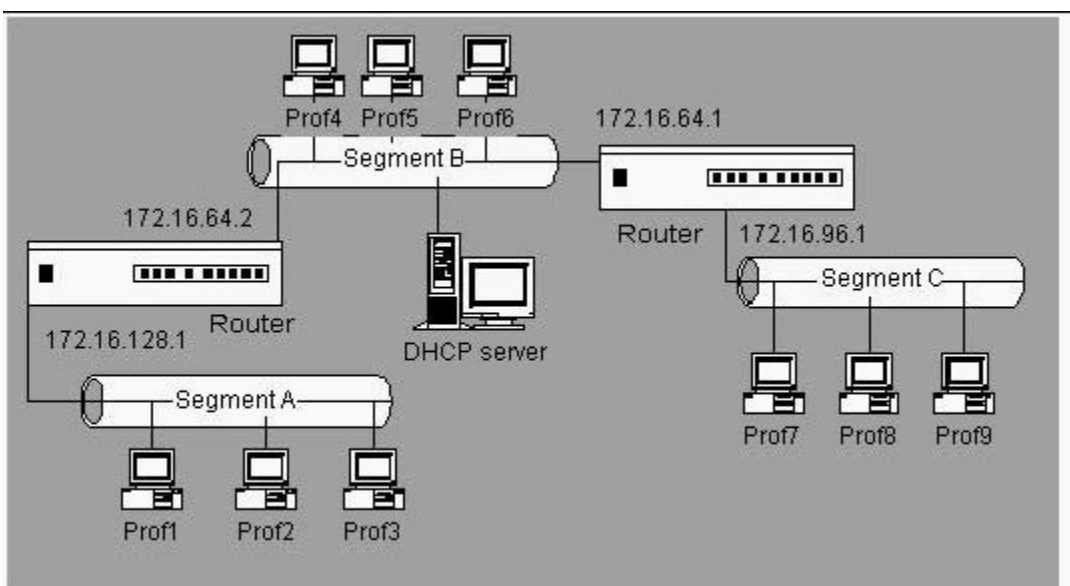 Prof4 Prof5 Prof6
172.16.64.1
Segment B
172.16.64.2
Router
172.16.96.1
Segment C
Router
172.16.128.1
DHCP server
Segment A
Prof7 Prof8 Prof9
Prof1 Prof2 Prof3